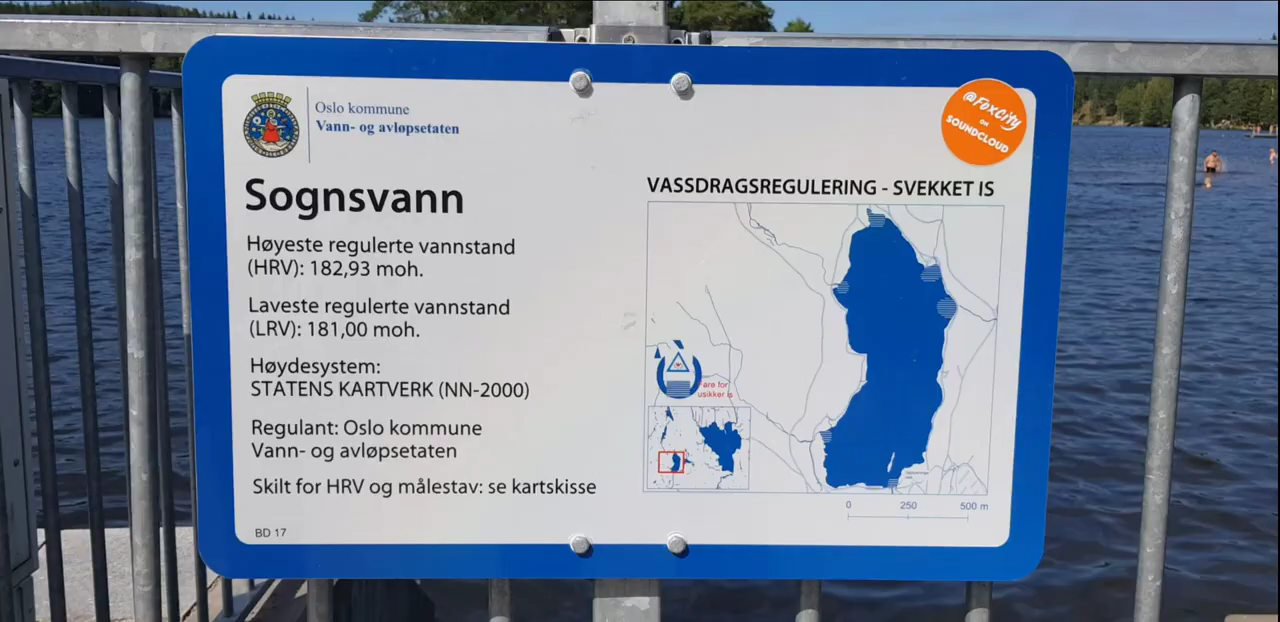 Oslo kommune
Vann- og avløpsetaten
Sognsvann
Høyeste regulerte vannstand
(HRV): 182,93 moh.
Laveste regulerte vannstand
(LRV): 181,00 moh.
Høydesystem:
STATENS KARTVERK (NN-2000)
Regulant: Oslo kommune
Vann- og avløpsetaten
Skilt for HRV og målestav: se kartskisse
BD 17
@FOXCITY
ON
SOUNDCLOUD
VASSDRAGSREGULERING - SVEKKET IS
Fare for
usikker is
0 250 500 m